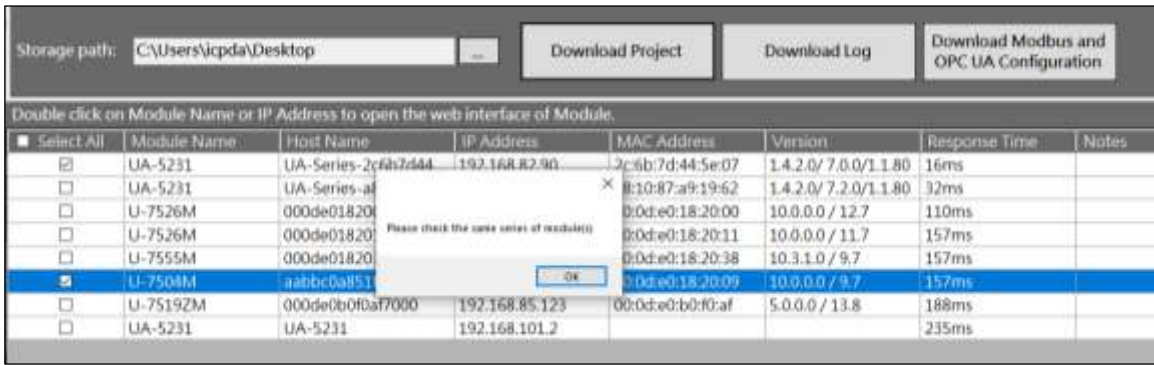 Storage path: C:\Users\icpda\Desktop ... Download Project Download Log Download Modbus and
OPC UA Configuration
Double click on Module Name or IP Address to open the web interface of Module.
Select All Module Name Host Name IP Address MAC Address Version Response Time Notes
UA-5231 UA-Series-2c6b7d44 192.168.82.90 2c:6b:7d:44:5e:07 1.4.2.0/ 7.0.0/1.1.80 16ms
UA-5231 UA-Series-a8 8:10:87:a9:19:62 1.4.2.0/ 7.2.0/1.1.80 32ms
U-7526M 000de018200 0:0d:e0:18:20:00 10.0.0.0 / 12.7 110ms
Please check the same series of module(s)
U-7526M 000de01820 0:0d:e0:18:20:11 10.0.0.0 / 11.7 157ms
U-7555M 000de01820 0:0d:e0:18:20:38 10.3.1.0 / 9.7 157ms
OK
U-7504M aabbc0a851 0:0d:e0:18:20:09 10.0.0.0 / 9.7 157ms
U-7519ZM 000de0b0f0af7000 192.168.85.123 00:0d:e0:b0:f0:af 5.0.0.0 / 13.8 188ms
UA-5231 UA-5231 192.168.101.2 235ms